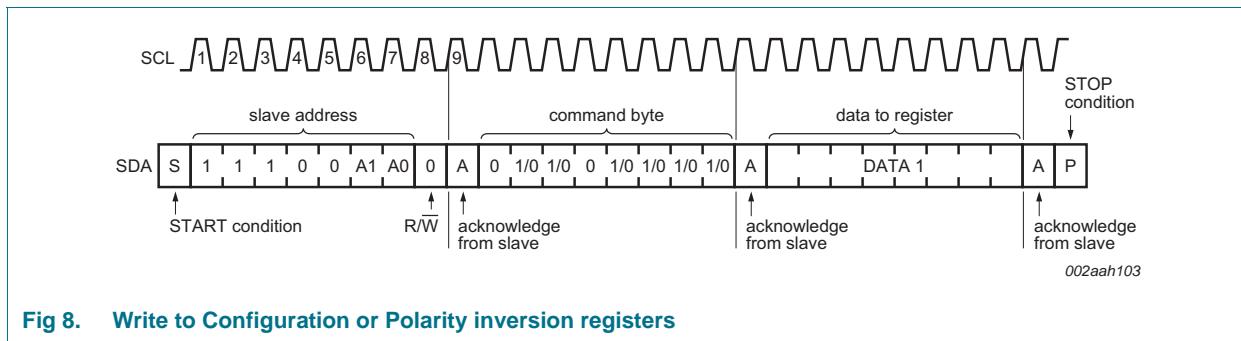 SCL 1 2 3 4 5 6 7 8 9
STOP
condition
slave address command byte data to register
SDA S 1 1 1 0 0 A1 A0 0 A 0 1/0 1/0 0 1/0 1/0 1/0 1/0 A DATA 1 A P
START condition R/W̅ acknowledge from slave acknowledge from slave acknowledge from slave
002aah103
Fig 8. Write to Configuration or Polarity inversion registers